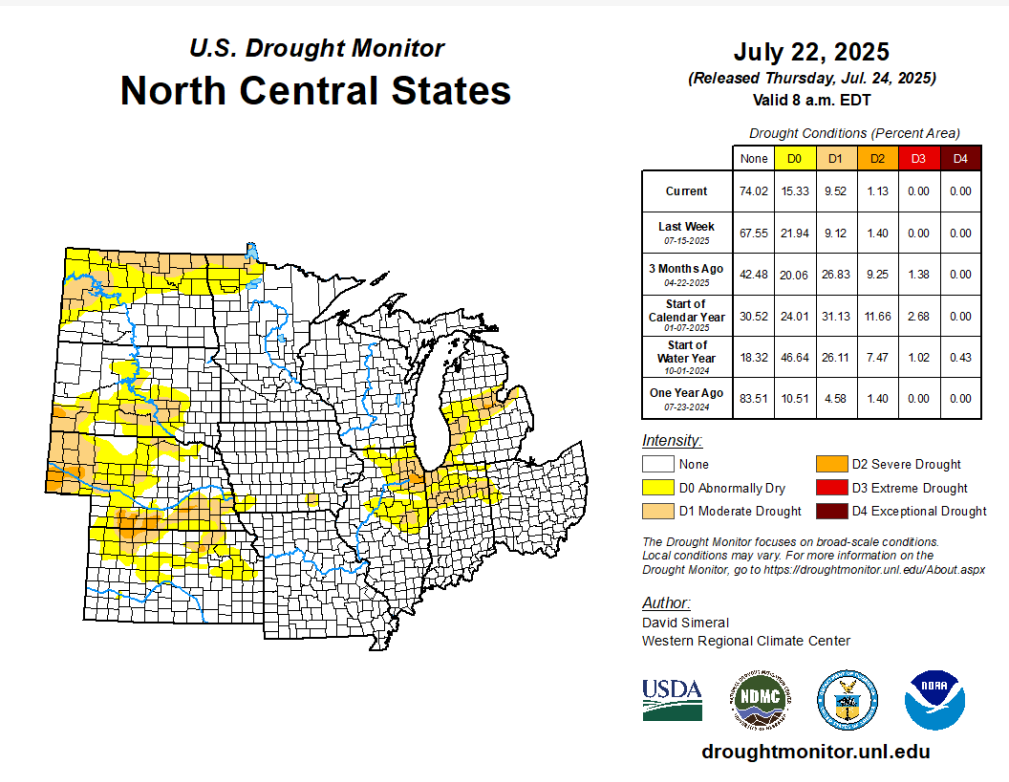 U.S. Drought Monitor
North Central States
July 22, 2025
(Released Thursday, Jul. 24, 2025)
Valid 8 a.m. EDT
Drought Conditions (Percent Area)
None D0 D1 D2 D3 D4
Current 74.02 15.33 9.52 1.13 0.00 0.00
Last Week
07-15-2025 67.55 21.94 9.12 1.40 0.00 0.00
3 Months Ago
04-22-2025 42.48 20.06 26.83 9.25 1.38 0.00
Start of
Calendar Year
01-07-2025 30.52 24.01 31.13 11.66 2.68 0.00
Start of
Water Year
10-01-2024 18.32 46.64 26.11 7.47 1.02 0.43
One Year Ago
07-23-2024 83.51 10.51 4.58 1.40 0.00 0.00
Intensity:
None
D0 Abnormally Dry
D1 Moderate Drought
D2 Severe Drought
D3 Extreme Drought
D4 Exceptional Drought
The Drought Monitor focuses on broad-scale conditions.
Local conditions may vary. For more information on the
Drought Monitor, go to https://droughtmonitor.unl.edu/About.aspx
Author:
David Simeral
Western Regional Climate Center
USDA
NDMC
NOAA
droughtmonitor.unl.edu